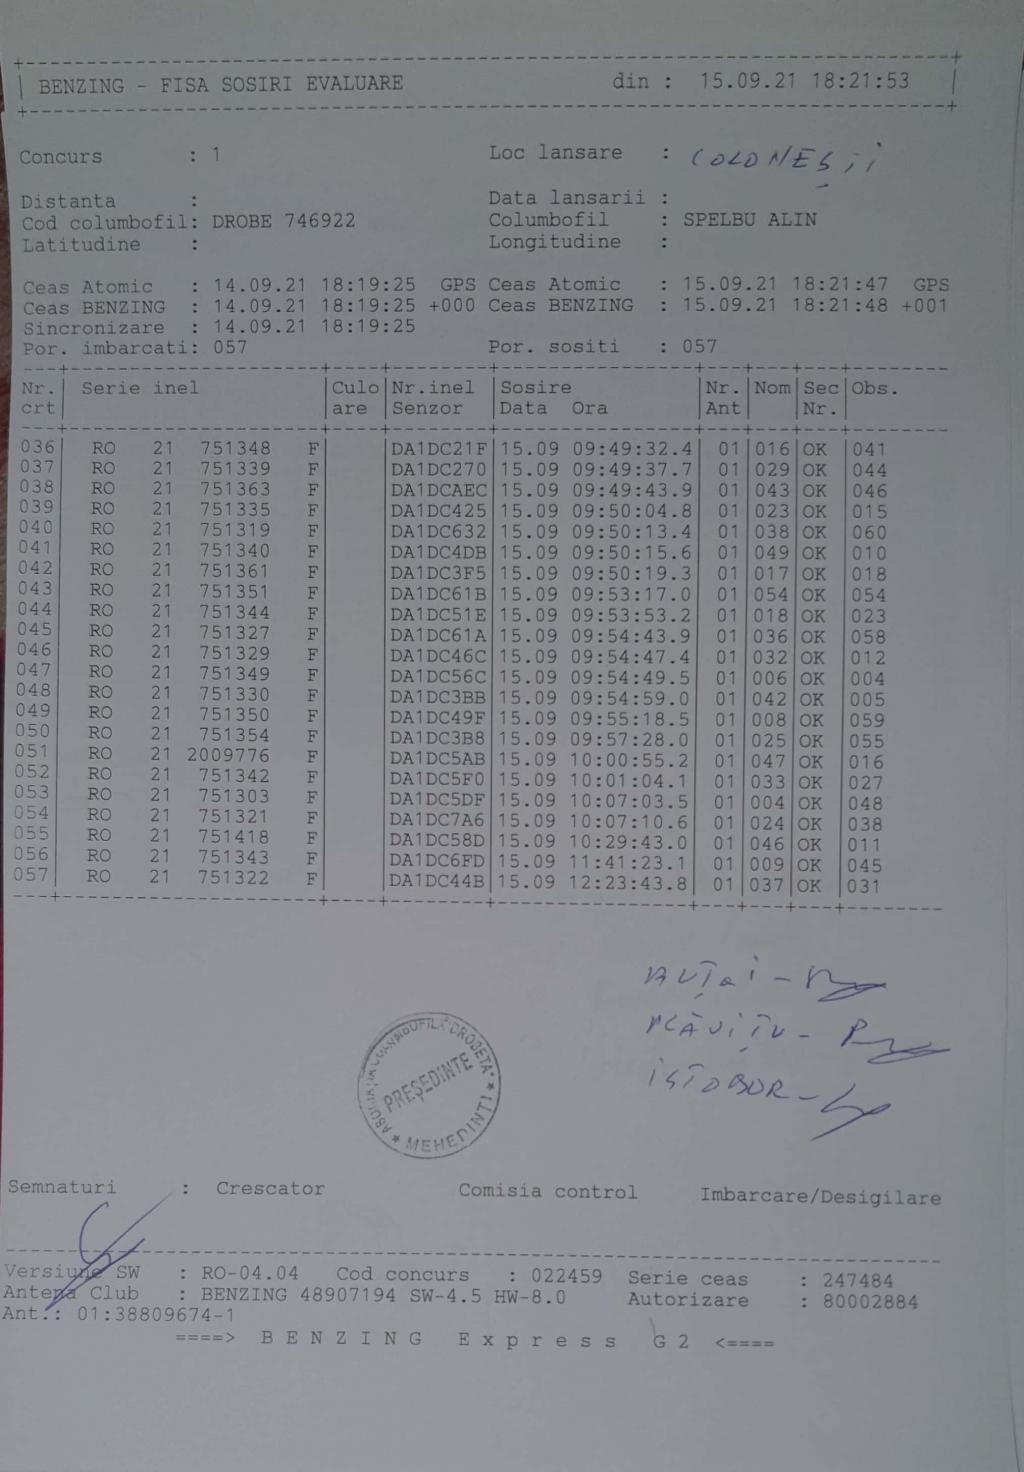 BENZING - FISA SOSIRI EVALUARE din : 15.09.21 18:21:53
Concurs : 1 Loc lansare : COLONEȘTI
Distanta : Data lansarii :
Cod columbofil: DROBE 746922 Columbofil : SPELBU ALIN
Latitudine : Longitudine :
Ceas Atomic : 14.09.21 18:19:25 GPS Ceas Atomic : 15.09.21 18:21:47 GPS
Ceas BENZING : 14.09.21 18:19:25 +000 Ceas BENZING : 15.09.21 18:21:48 +001
Sincronizare : 14.09.21 18:19:25
Por. imbarcati: 057 Por. sositi : 057
Nr. Serie inel Culo Nr.inel Sosire Nr. Nom Sec Obs.
crt are Senzor Data Ora Ant Nr.
036 RO 21 751348 F DA1DC21F 15.09 09:49:32.4 01 016 OK 041
037 RO 21 751339 F DA1DC270 15.09 09:49:37.7 01 029 OK 044
038 RO 21 751363 F DA1DCAEC 15.09 09:49:43.9 01 043 OK 046
039 RO 21 751335 F DA1DC425 15.09 09:50:04.8 01 023 OK 015
040 RO 21 751319 F DA1DC632 15.09 09:50:13.4 01 038 OK 060
041 RO 21 751340 F DA1DC4DB 15.09 09:50:15.6 01 049 OK 010
042 RO 21 751361 F DA1DC3F5 15.09 09:50:19.3 01 017 OK 018
043 RO 21 751351 F DA1DC61B 15.09 09:53:17.0 01 054 OK 054
044 RO 21 751344 F DA1DC51E 15.09 09:53:53.2 01 018 OK 023
045 RO 21 751327 F DA1DC61A 15.09 09:54:43.9 01 036 OK 058
046 RO 21 751329 F DA1DC46C 15.09 09:54:47.4 01 032 OK 012
047 RO 21 751349 F DA1DC56C 15.09 09:54:49.5 01 006 OK 004
048 RO 21 751330 F DA1DC3BB 15.09 09:54:59.0 01 042 OK 005
049 RO 21 751350 F DA1DC49F 15.09 09:55:18.5 01 008 OK 059
050 RO 21 751354 F DA1DC3B8 15.09 09:57:28.0 01 025 OK 055
051 RO 21 2009776 F DA1DC5AB 15.09 10:00:55.2 01 047 OK 016
052 RO 21 751342 F DA1DC5F0 15.09 10:01:04.1 01 033 OK 027
053 RO 21 751303 F DA1DC5DF 15.09 10:07:03.5 01 004 OK 048
054 RO 21 751321 F DA1DC7A6 15.09 10:07:10.6 01 024 OK 038
055 RO 21 751418 F DA1DC58D 15.09 10:29:43.0 01 046 OK 011
056 RO 21 751343 F DA1DC6FD 15.09 11:41:23.1 01 009 OK 045
057 RO 21 751322 F DA1DC44B 15.09 12:23:43.8 01 037 OK 031
PLĂVIȚU -
ISTODOR -
ASOCIAȚIA COLUMBOFILĂ "DROBETA"
PREȘEDINTE
* MEHEDINTI *
Semnaturi : Crescator Comisia control Imbarcare/Desigilare
Versiune SW : RO-04.04 Cod concurs : 022459 Serie ceas : 247484
Antena Club : BENZING 48907194 SW-4.5 HW-8.0 Autorizare : 80002884
Ant.: 01:38809674-1
====> B E N Z I N G E x p r e s s G 2 <====